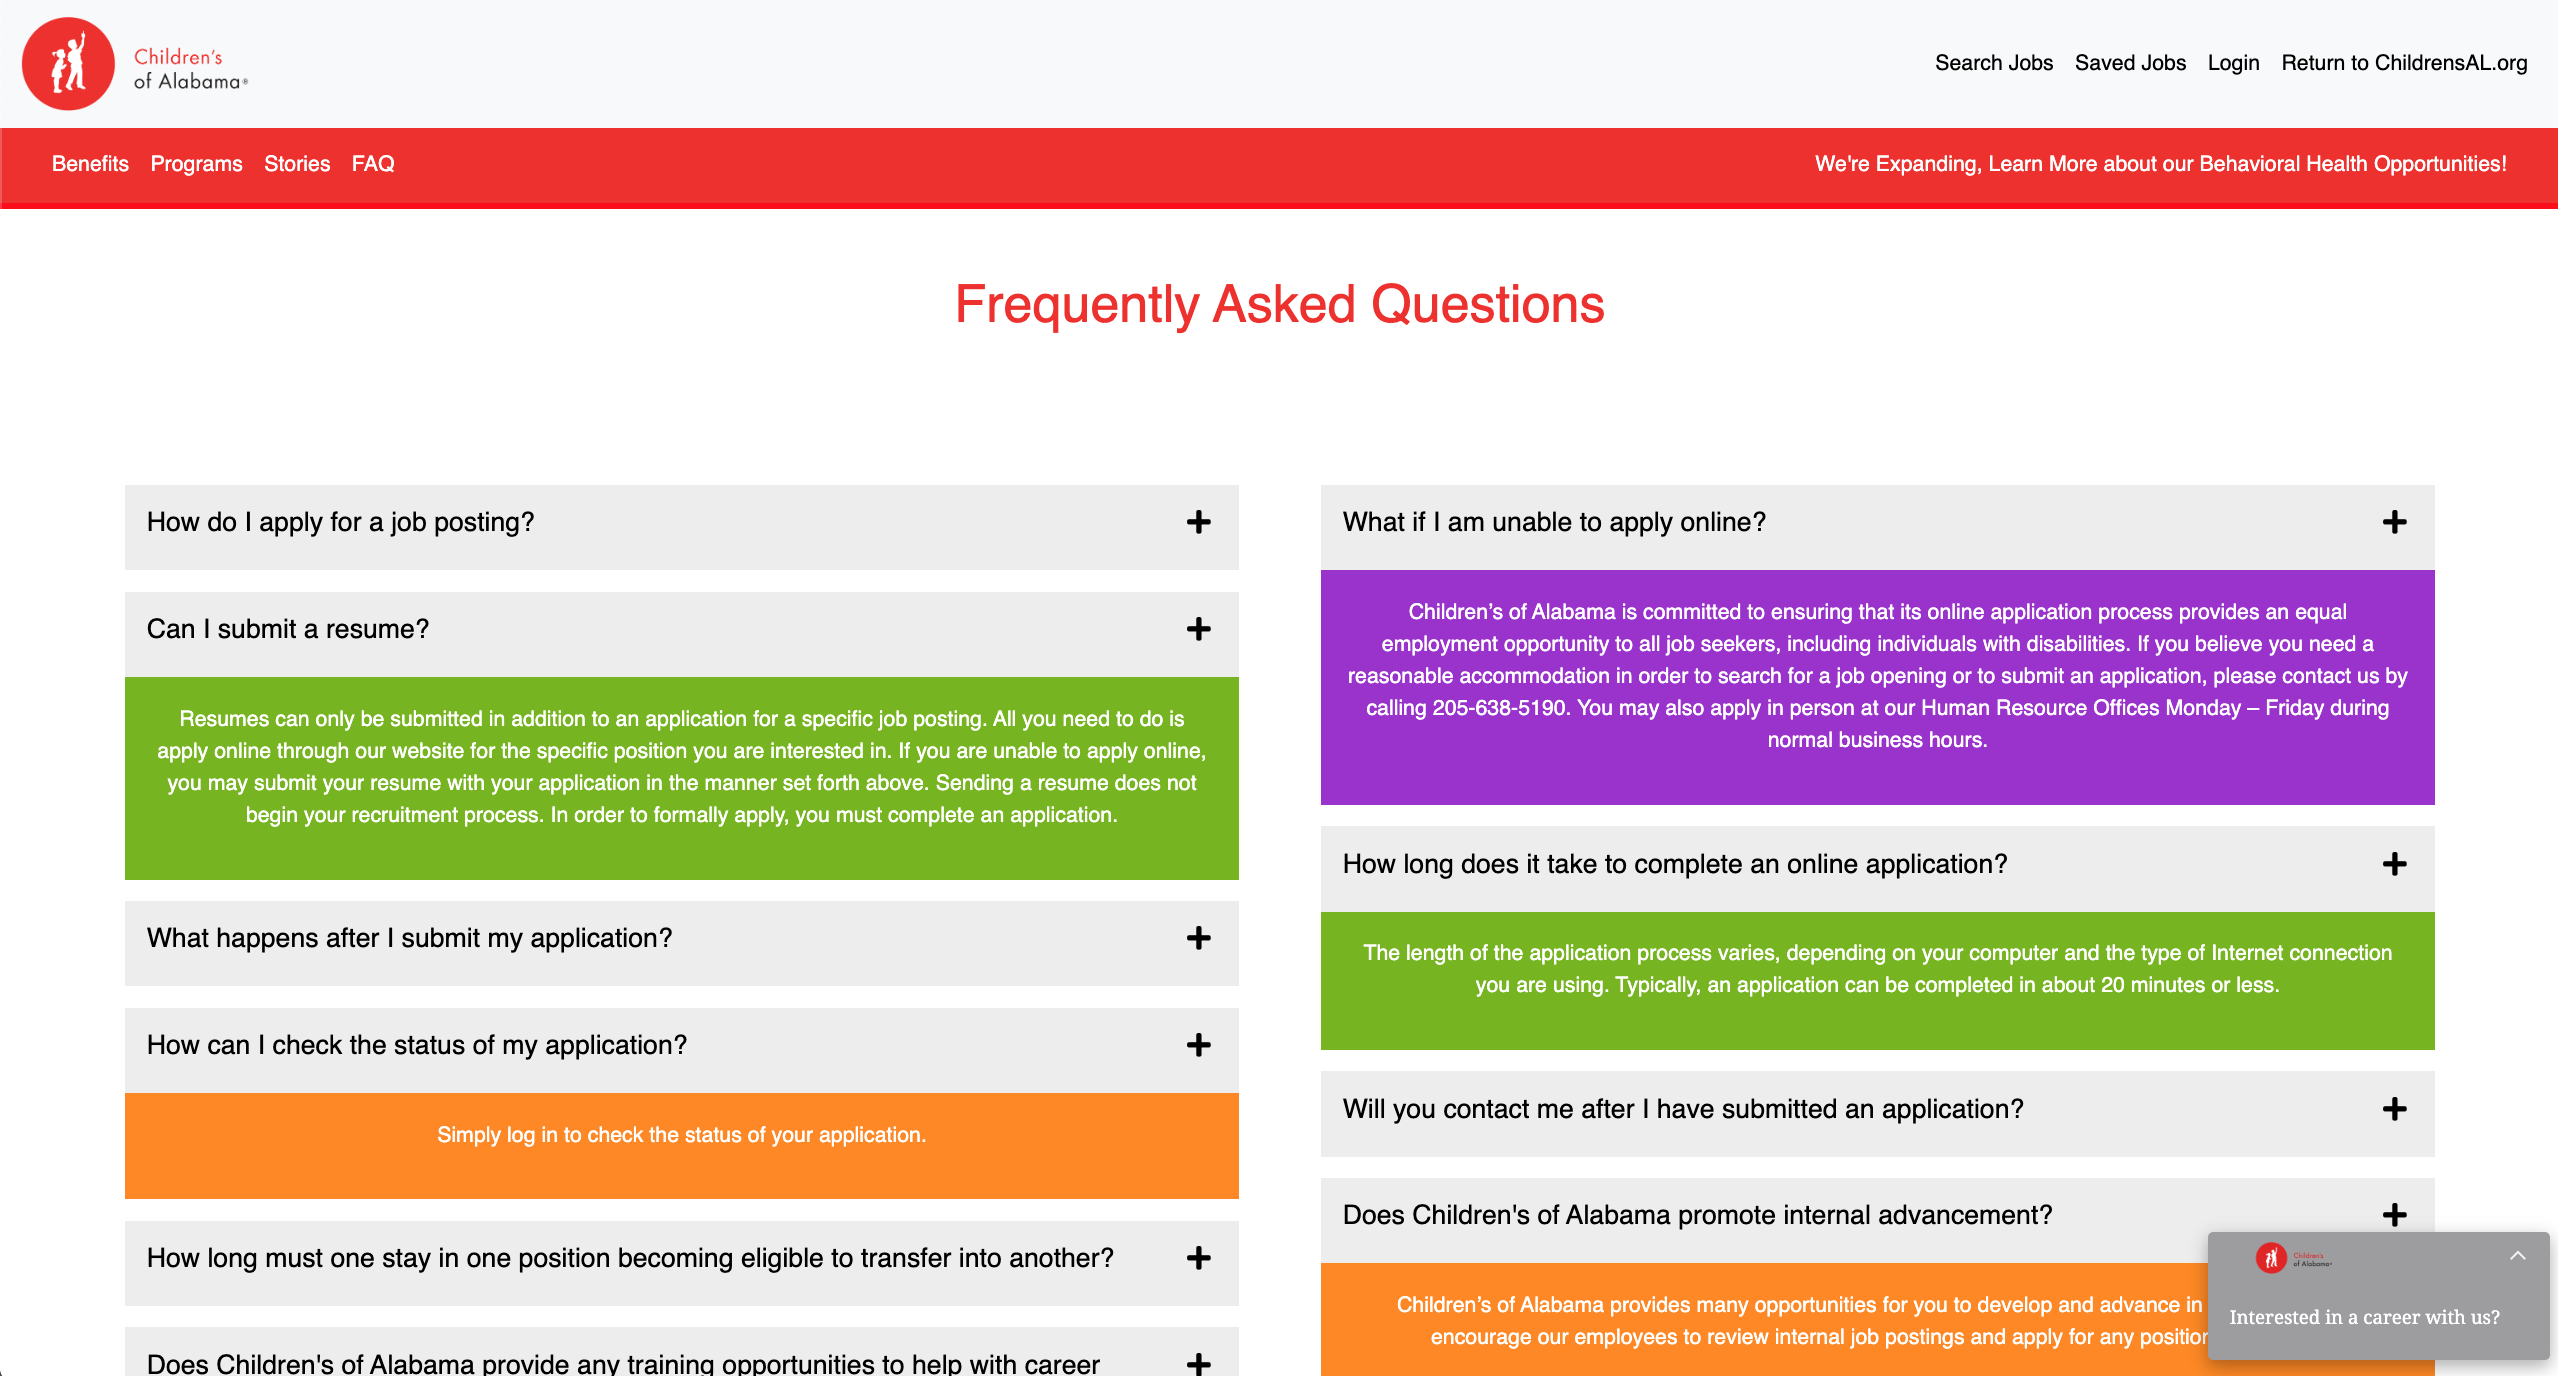 Children's
of Alabama®
Search Jobs Saved Jobs Login Return to ChildrensAL.org
Benefits Programs Stories FAQ
We're Expanding, Learn More about our Behavioral Health Opportunities!
Frequently Asked Questions
How do I apply for a job posting?
Can I submit a resume?
Resumes can only be submitted in addition to an application for a specific job posting. All you need to do is
apply online through our website for the specific position you are interested in. If you are unable to apply online,
you may submit your resume with your application in the manner set forth above. Sending a resume does not
begin your recruitment process. In order to formally apply, you must complete an application.
What happens after I submit my application?
How can I check the status of my application?
Simply log in to check the status of your application.
How long must one stay in one position becoming eligible to transfer into another?
Does Children's of Alabama provide any training opportunities to help with career
What if I am unable to apply online?
Children’s of Alabama is committed to ensuring that its online application process provides an equal
employment opportunity to all job seekers, including individuals with disabilities. If you believe you need a
reasonable accommodation in order to search for a job opening or to submit an application, please contact us by
calling 205-638-5190. You may also apply in person at our Human Resource Offices Monday – Friday during
normal business hours.
How long does it take to complete an online application?
The length of the application process varies, depending on your computer and the type of Internet connection
you are using. Typically, an application can be completed in about 20 minutes or less.
Will you contact me after I have submitted an application?
Does Children's of Alabama promote internal advancement?
Children’s of Alabama provides many opportunities for you to develop and advance in
encourage our employees to review internal job postings and apply for any position
Children's
of Alabama®
Interested in a career with us?